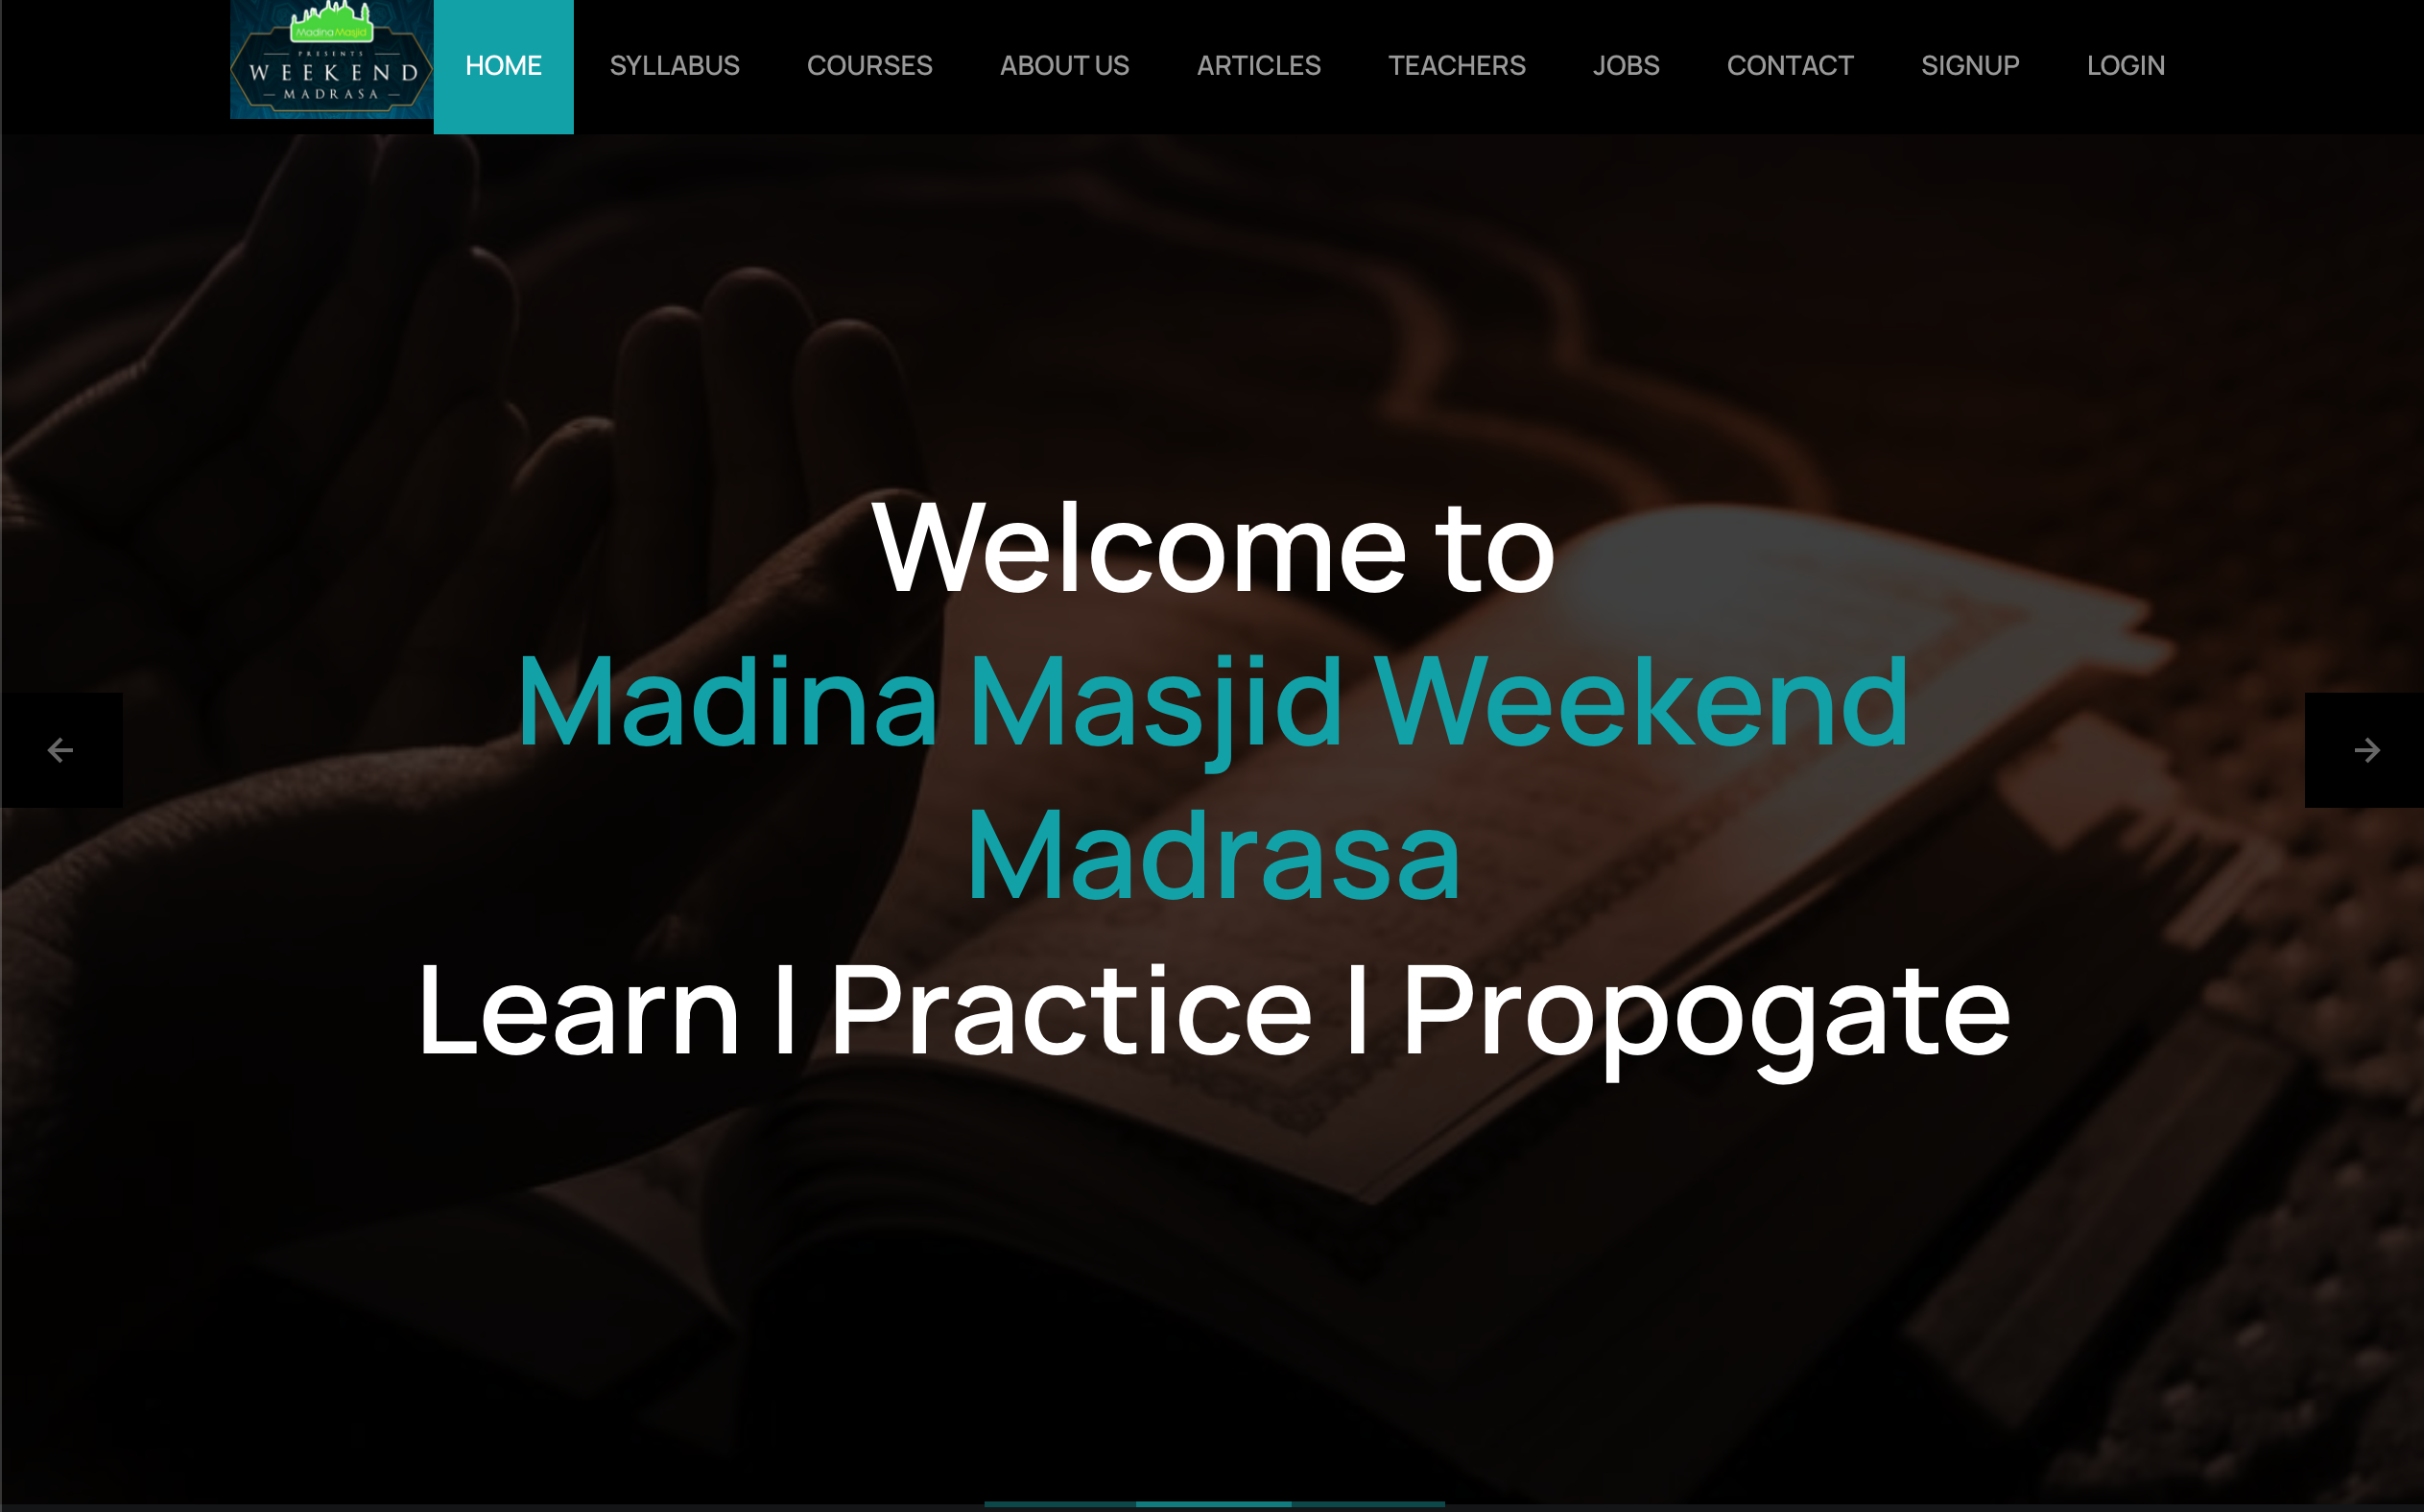 Madina Masjid
PRESENTS
WEEKEND
MADRASA
HOME SYLLABUS COURSES ABOUT US ARTICLES TEACHERS JOBS CONTACT SIGNUP LOGIN
Welcome to
Madina Masjid Weekend
Madrasa
Learn | Practice | Propogate